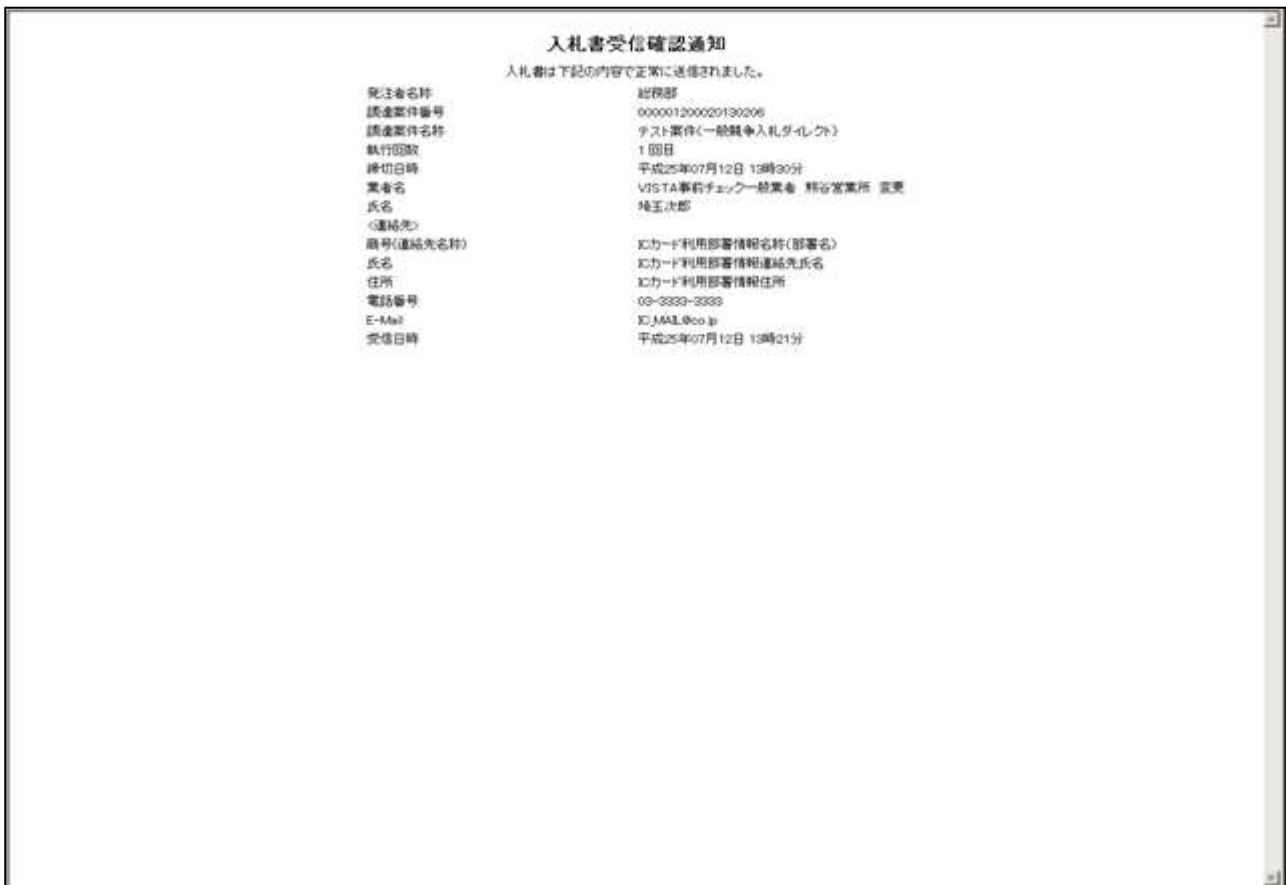 入札書受信確認通知
入札書は下記の内容で正常に送信されました。
発注者名称 総務部
調達案件番号 000001200020130206
調達案件名称 テスト案件(一般競争入札ダイレクト)
執行回数 1 回目
締切日時 平成25年07月12日 13時30分
業者名 VISTA事前チェック一般業者 熊谷営業所 変更
氏名 埼玉次郎
<連絡先>
商号(連絡先名称) ICカード利用部署情報名称(部署名)
氏名 ICカード利用部署情報連絡先氏名
住所 ICカード利用部署情報住所
電話番号 03-3333-3333
E-Mail IC_MAIL@co.jp
受信日時 平成25年07月12日 13時21分